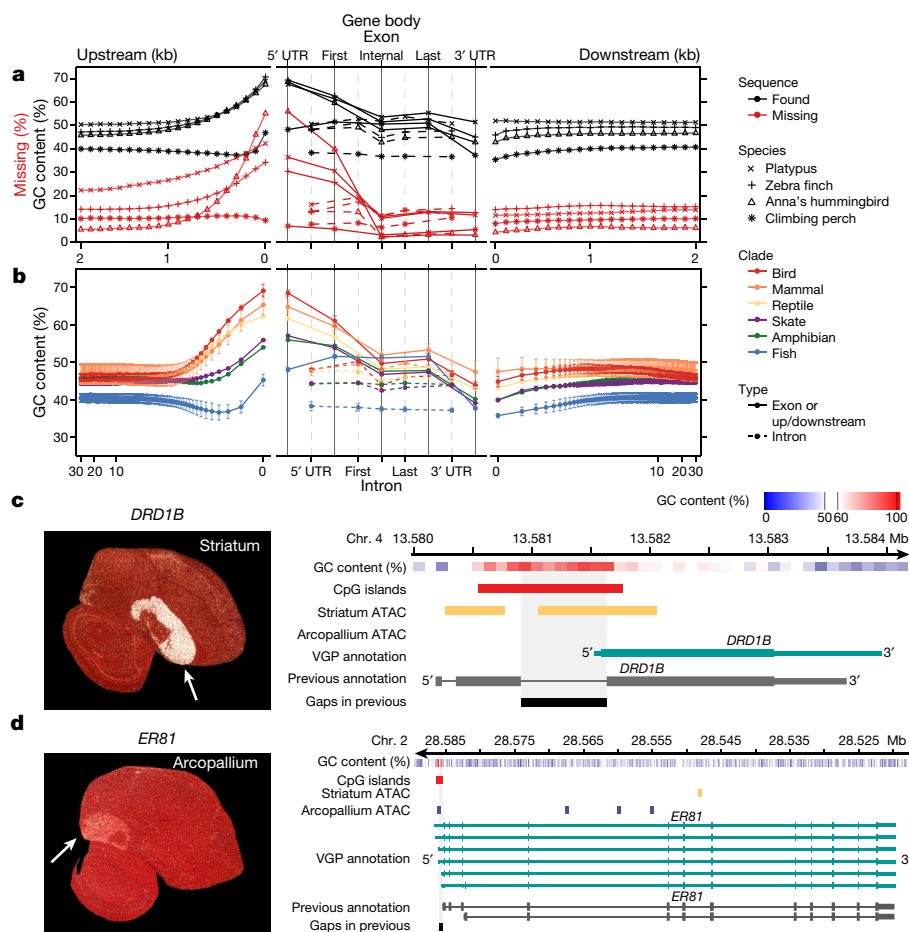 Gene body
Exon
Upstream (kb) 5′ UTR First Internal Last 3′ UTR Downstream (kb)
a
Missing (%)
GC content (%)
70
60
50
40
30
20
10
0
2 1 0 0 1 2
Sequence
Found
Missing
Species
Platypus
Zebra finch
Anna's hummingbird
Climbing perch
b
GC content (%)
70
60
50
40
30
30 20 10 0 5′ UTR First Last 3′ UTR 0 10 20 30
Intron
Clade
Bird
Mammal
Reptile
Skate
Amphibian
Fish
Type
Exon or
up/downstream
Intron
c
DRD1B
Striatum
GC content (%)
0 50 60 100
Chr. 4 13.580 13.581 13.582 13.583 13.584 Mb
GC content (%)
CpG islands
Striatum ATAC
Arcopallium ATAC
VGP annotation 5′ DRD1B 3′
Previous annotation 5′ DRD1B 3′
Gaps in previous
d
ER81
Arcopallium
Chr. 2 28.585 28.575 28.565 28.555 28.545 28.535 28.525 Mb
GC content (%)
CpG islands
Striatum ATAC
Arcopallium ATAC
ER81
VGP annotation 5′ 3
ER81
Previous annotation
Gaps in previous